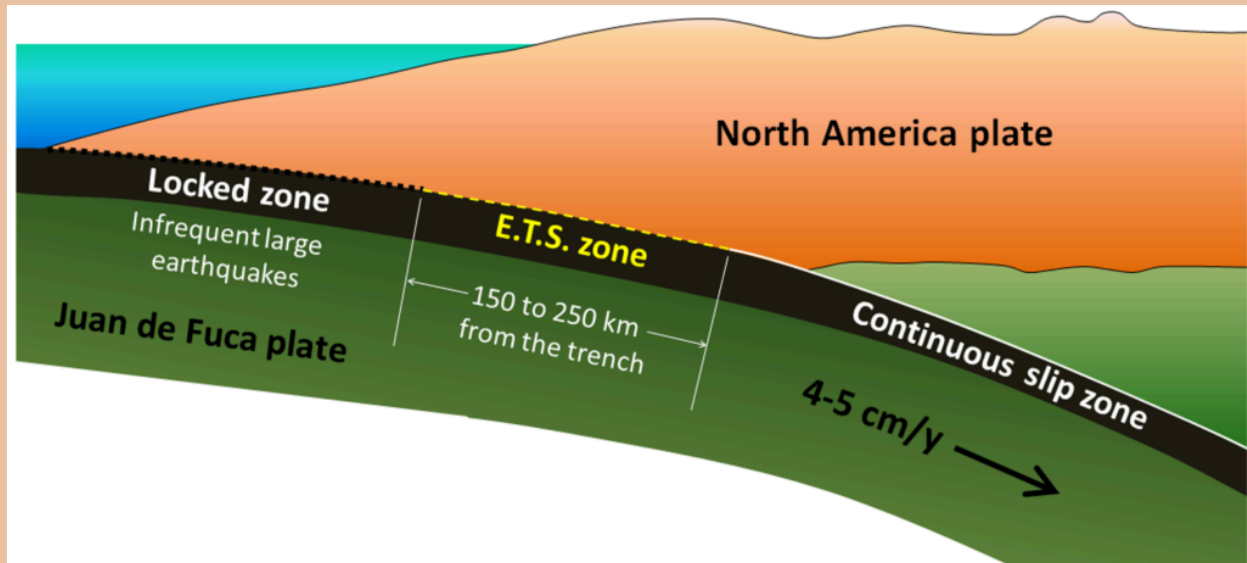 North America plate
Locked zone
Infrequent large
earthquakes
Juan de Fuca plate
E.T.S. zone
150 to 250 km
from the trench
Continuous slip zone
4-5 cm/y